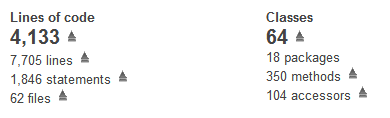 Lines of code
4,133
7,705 lines
1,846 statements
62 files
Classes
64
18 packages
350 methods
104 accessors